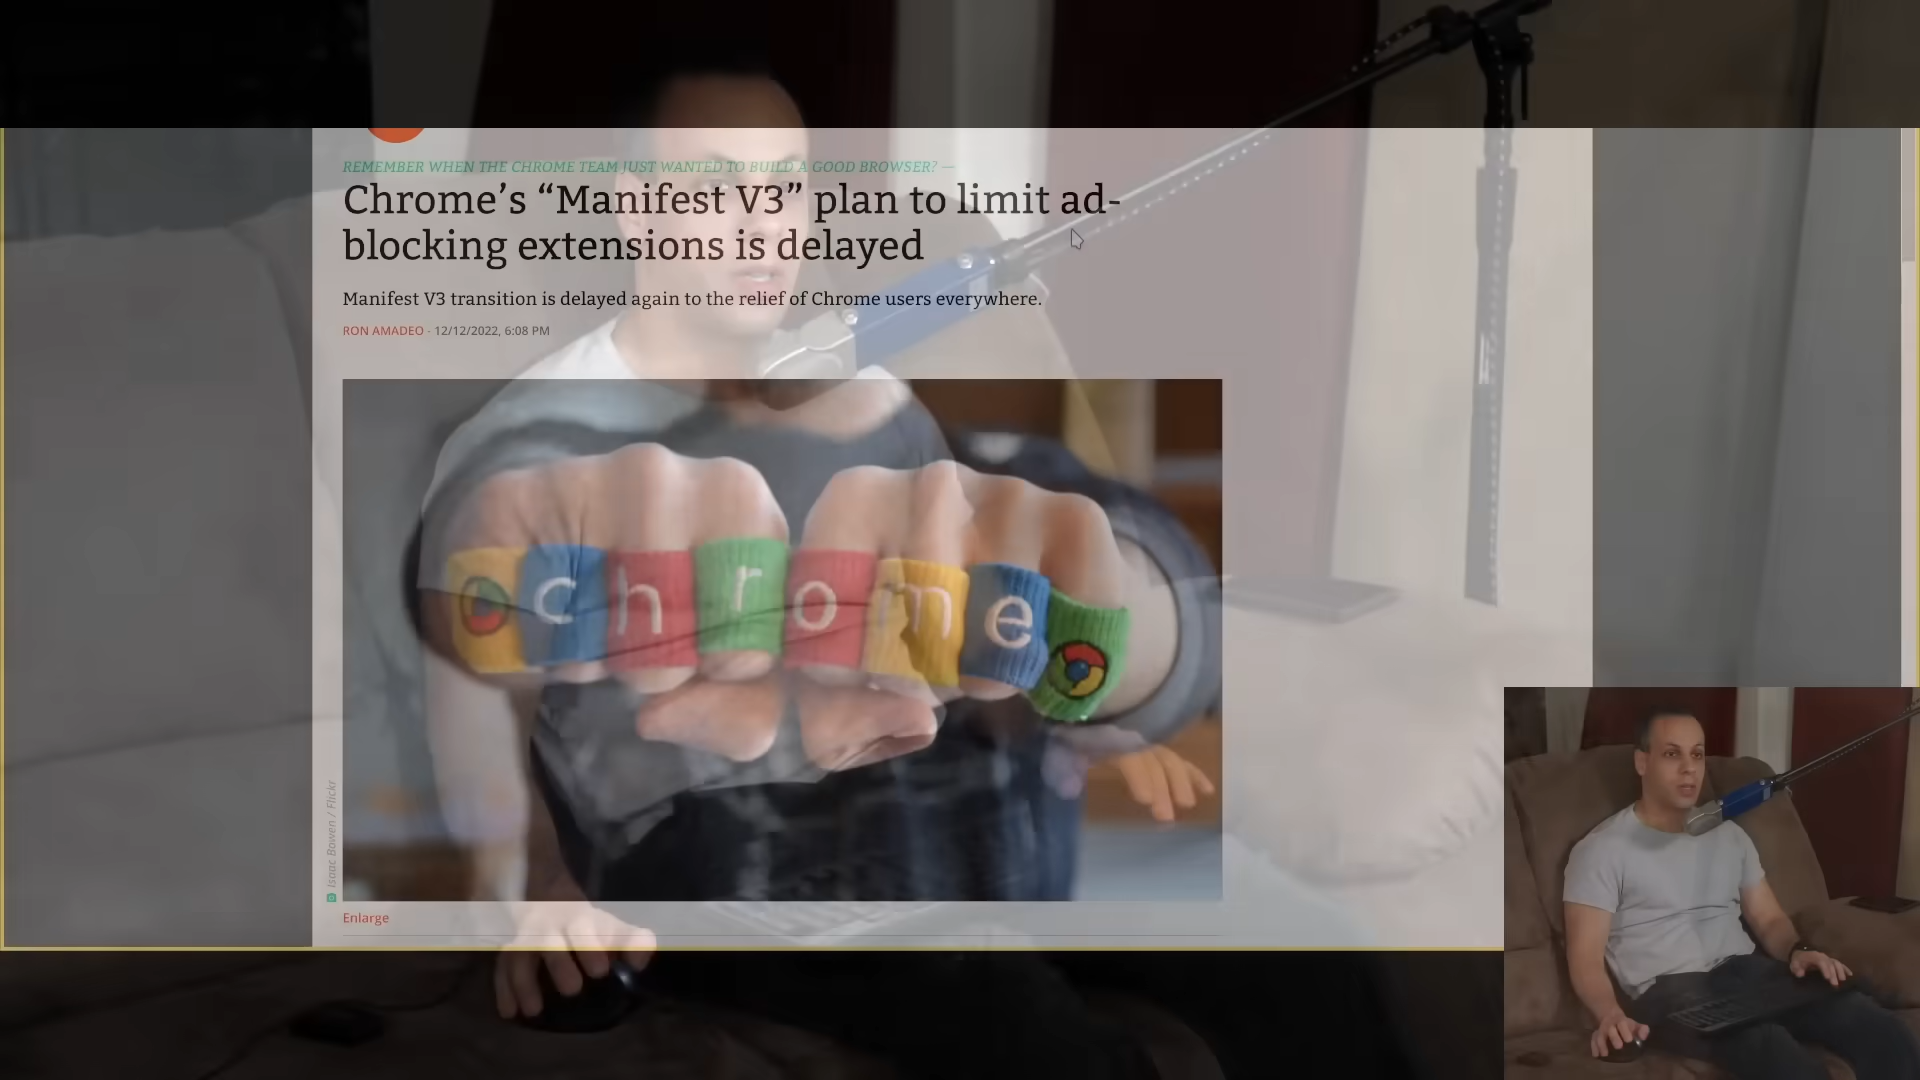 REMEMBER WHEN THE CHROME TEAM JUST WANTED TO BUILD A GOOD BROWSER? —
Chrome’s “Manifest V3” plan to limit ad-
blocking extensions is delayed
Manifest V3 transition is delayed again to the relief of Chrome users everywhere.
RON AMADEO - 12/12/2022, 6:08 PM
chrome
Isaac Bowen / Flickr
Enlarge